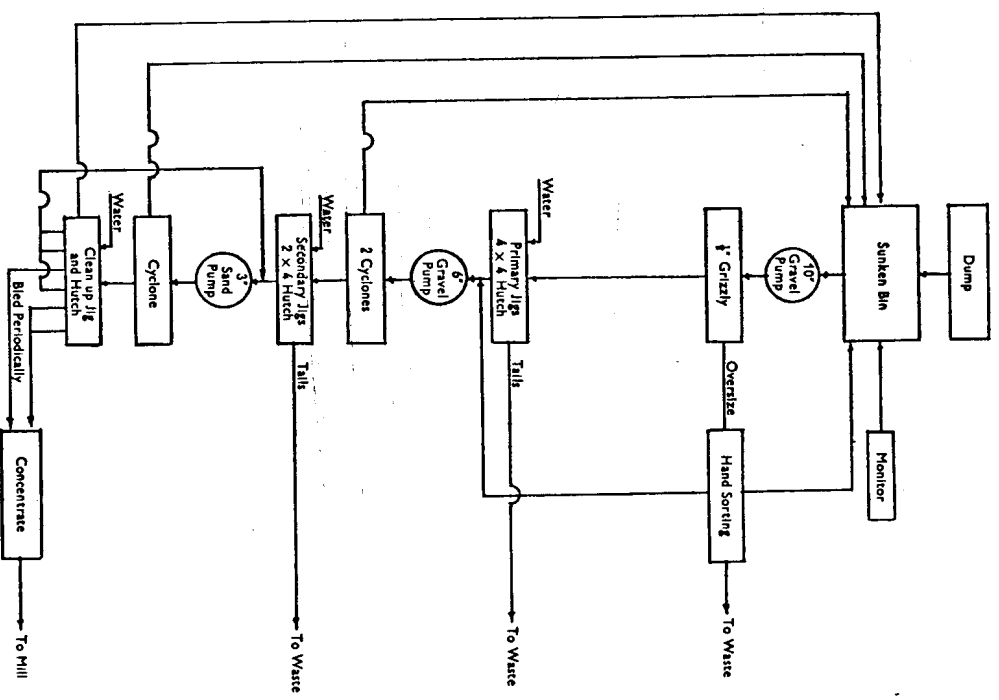 Dump
Sunken Bin
Monitor
10"
Gravel
Pump
Grizzly
Oversize
Hand Sorting
To Waste
Water
Primary Jigs
4 × 4 Hutch
Tails
To Waste
6"
Gravel
Pump
2 Cyclones
Water
Secondary Jigs
2 × 4 Hutch
Tails
To Waste
3"
Sand
Pump
Cyclone
Water
Clean up Jig
and Hutch
Bled Periodically
Concentrate
To Mill